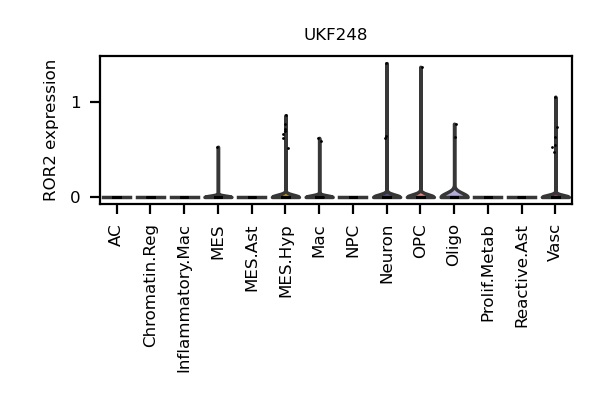 UKF248
ROR2 expression
1
0
AC
Chromatin.Reg
Inflammatory.Mac
MES
MES.Ast
MES.Hyp
Mac
NPC
Neuron
OPC
Oligo
Prolif.Metab
Reactive.Ast
Vasc